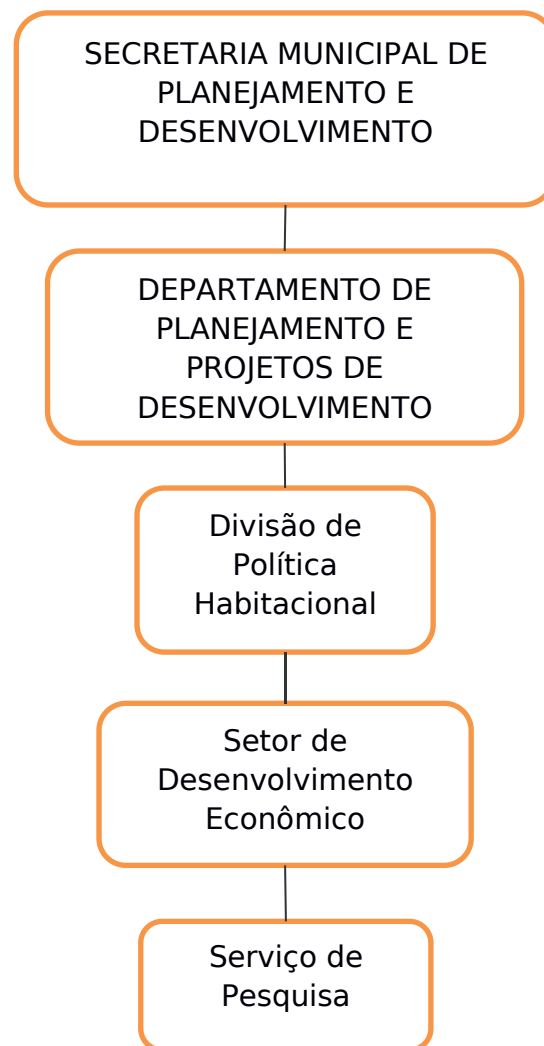 SECRETARIA MUNICIPAL DE
PLANEJAMENTO E
DESENVOLVIMENTO
DEPARTAMENTO DE
PLANEJAMENTO E
PROJETOS DE
DESENVOLVIMENTO
Divisão de
Política
Habitacional
Setor de
Desenvolvimento
Econômico
Serviço de
Pesquisa